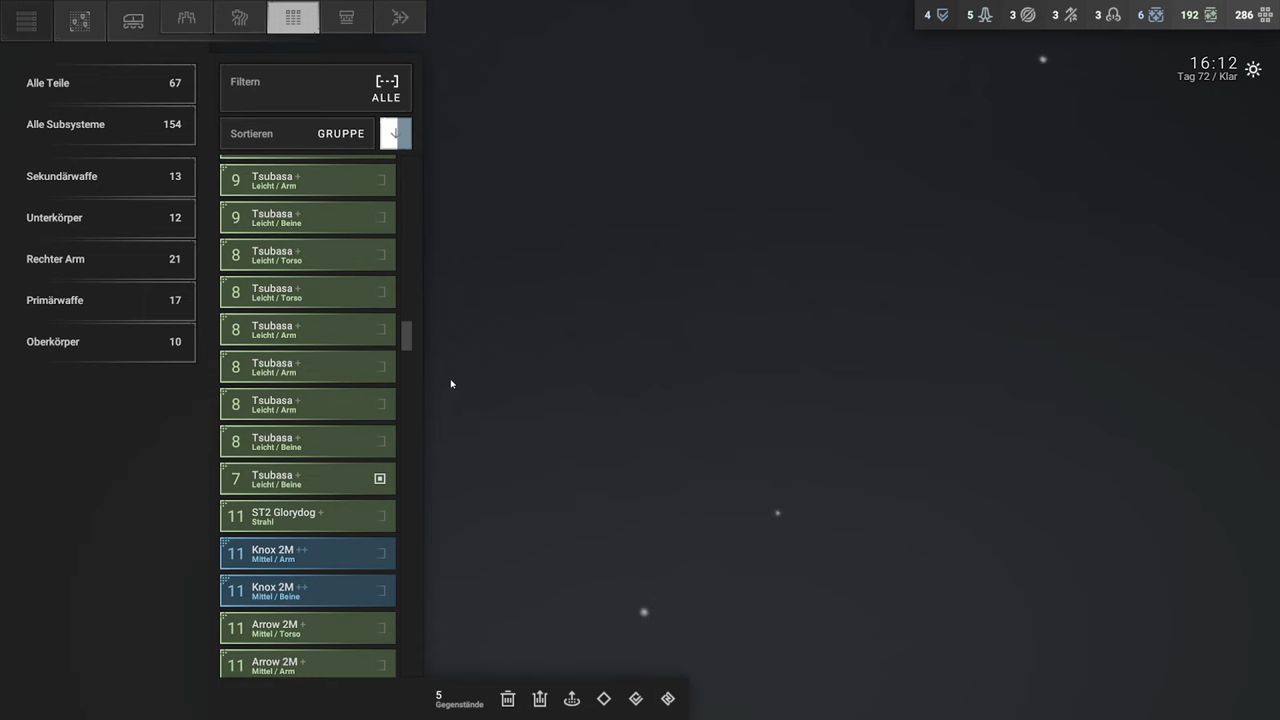 4 5 3 3 3 6 192 286
16:12
Tag 72 / Klar
Alle Teile 67
Alle Subsysteme 154
Sekundärwaffe 13
Unterkörper 12
Rechter Arm 21
Primärwaffe 17
Oberkörper 10
Filtern [---]
ALLE
Sortieren GRUPPE
9 Tsubasa +
Leicht / Arm
9 Tsubasa +
Leicht / Beine
8 Tsubasa +
Leicht / Torso
8 Tsubasa +
Leicht / Torso
8 Tsubasa +
Leicht / Arm
8 Tsubasa +
Leicht / Arm
8 Tsubasa +
Leicht / Arm
8 Tsubasa +
Leicht / Beine
7 Tsubasa +
Leicht / Beine
11 ST2 Glorydog +
Strahl
11 Knox 2M ++
Mittel / Arm
11 Knox 2M ++
Mittel / Beine
11 Arrow 2M +
Mittel / Torso
11 Arrow 2M +
Mittel / Arm
5
Gegenstände